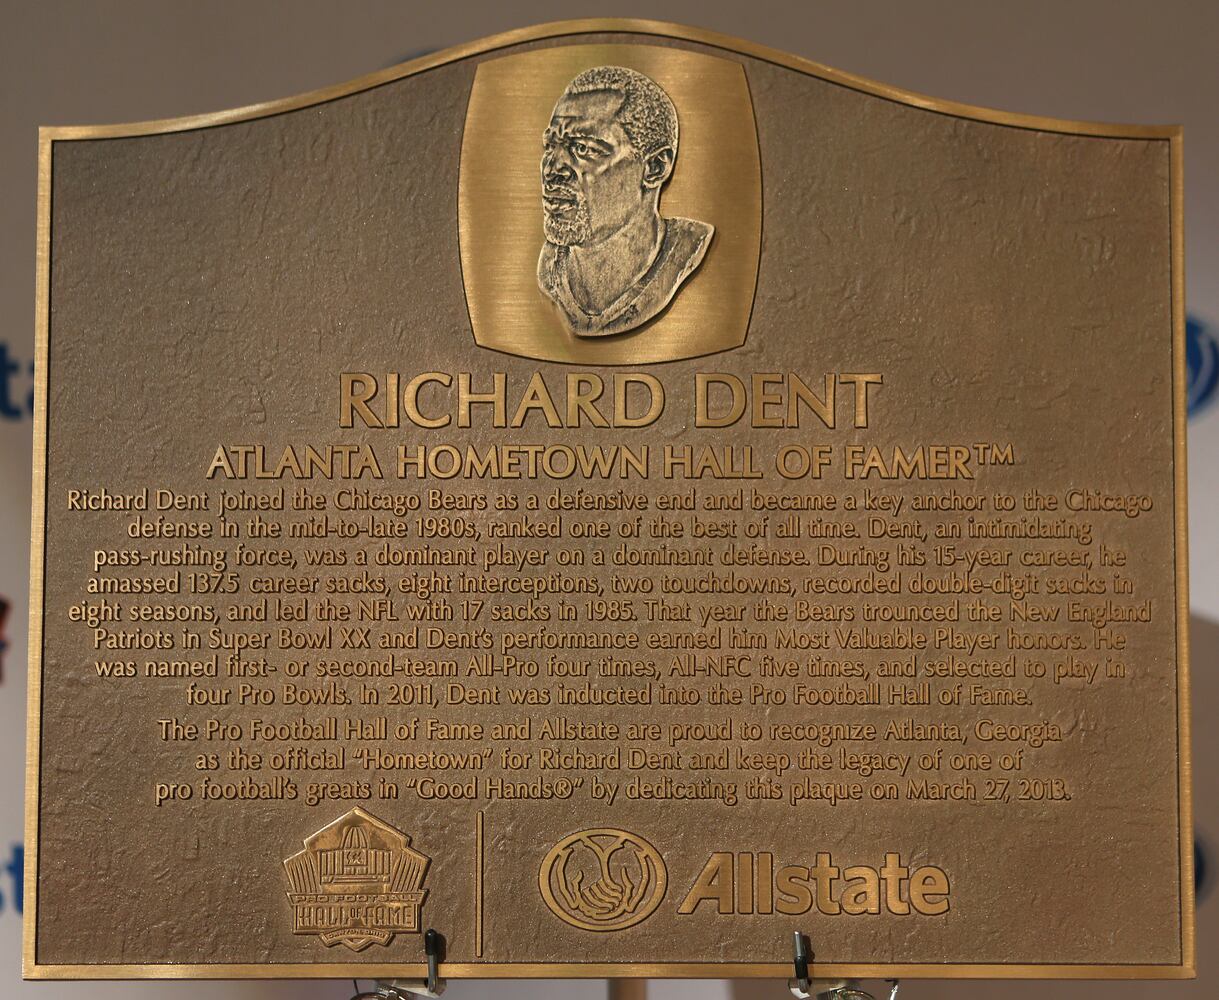 RICHARD DENT
ATLANTA HOMETOWN HALL OF FAMER™
Richard Dent joined the Chicago Bears as a defensive end and became a key anchor to the Chicago
defense in the mid-to-late 1980s, ranked one of the best of all time. Dent, an intimidating
pass-rushing force, was a dominant player on a dominant defense. During his 15-year career, he
amassed 137.5 career sacks, eight interceptions, two touchdowns, recorded double-digit sacks in
eight seasons, and led the NFL with 17 sacks in 1985. That year the Bears trounced the New England
Patriots in Super Bowl XX and Dent's performance earned him Most Valuable Player honors. He
was named first- or second-team All-Pro four times, All-NFC five times, and selected to play in
four Pro Bowls. In 2011, Dent was inducted into the Pro Football Hall of Fame.
The Pro Football Hall of Fame and Allstate are proud to recognize Atlanta, Georgia
as the official “Hometown” for Richard Dent and keep the legacy of one of
pro football's greats in “Good Hands®” by dedicating this plaque on March 27, 2013.
PRO FOOTBALL
HALL OF FAME
CANTON, OHIO
Allstate